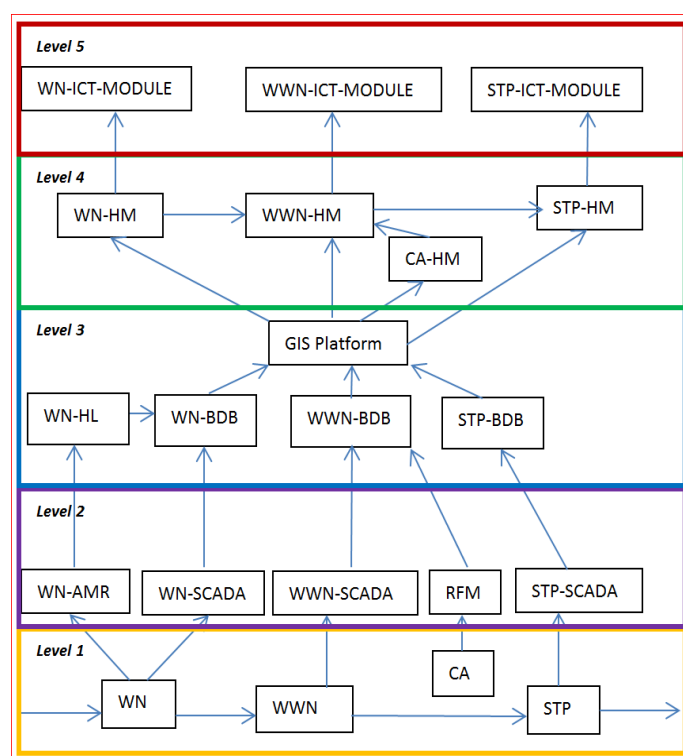 Level 5
WN-ICT-MODULE
WWN-ICT-MODULE
STP-ICT-MODULE
Level 4
WN-HM
WWN-HM
STP-HM
CA-HM
Level 3
GIS Platform
WN-HL
WN-BDB
WWN-BDB
STP-BDB
Level 2
WN-AMR
WN-SCADA
WWN-SCADA
RFM
STP-SCADA
Level 1
CA
WN
WWN
STP